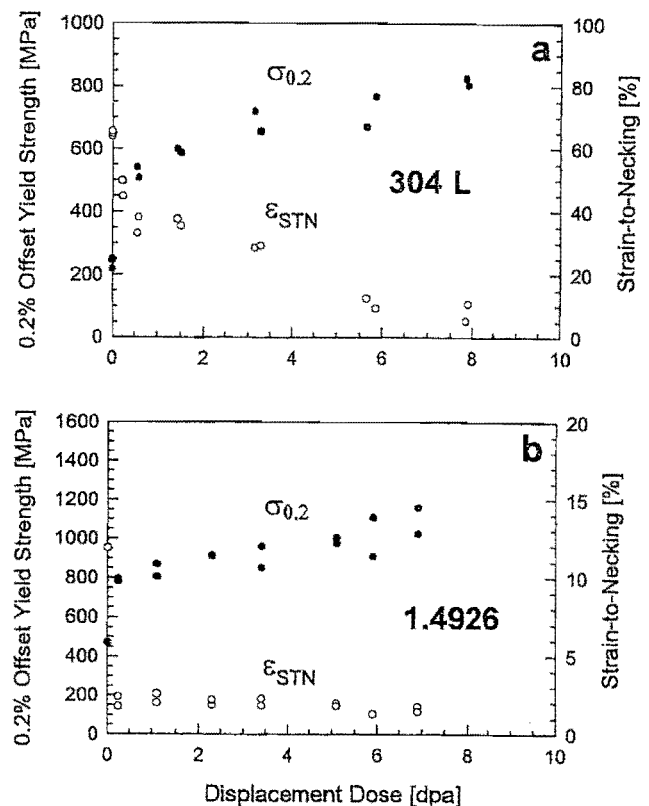 a
0.2% Offset Yield Strength [MPa]
1000
800
600
400
200
0
σ0.2
304 L
εSTN
100
80
60
40
20
0
Strain-to-Necking [%]
0 2 4 6 8 10
b
0.2% Offset Yield Strength [MPa]
1600
1400
1200
1000
800
600
400
200
0
σ0.2
1.4926
εSTN
20
15
10
5
0
Strain-to-Necking [%]
0 2 4 6 8 10
Displacement Dose [dpa]